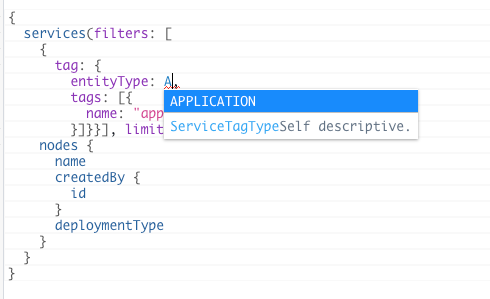 {
  services(filters: [
    {
      tag: {
        entityType: A,
        tags: [{
          name: "app
        }]}}], limit
    nodes {
      name
      createdBy {
        id
      }
      deploymentType
    }
  }
}
APPLICATION
ServiceTagTypeSelf descriptive.